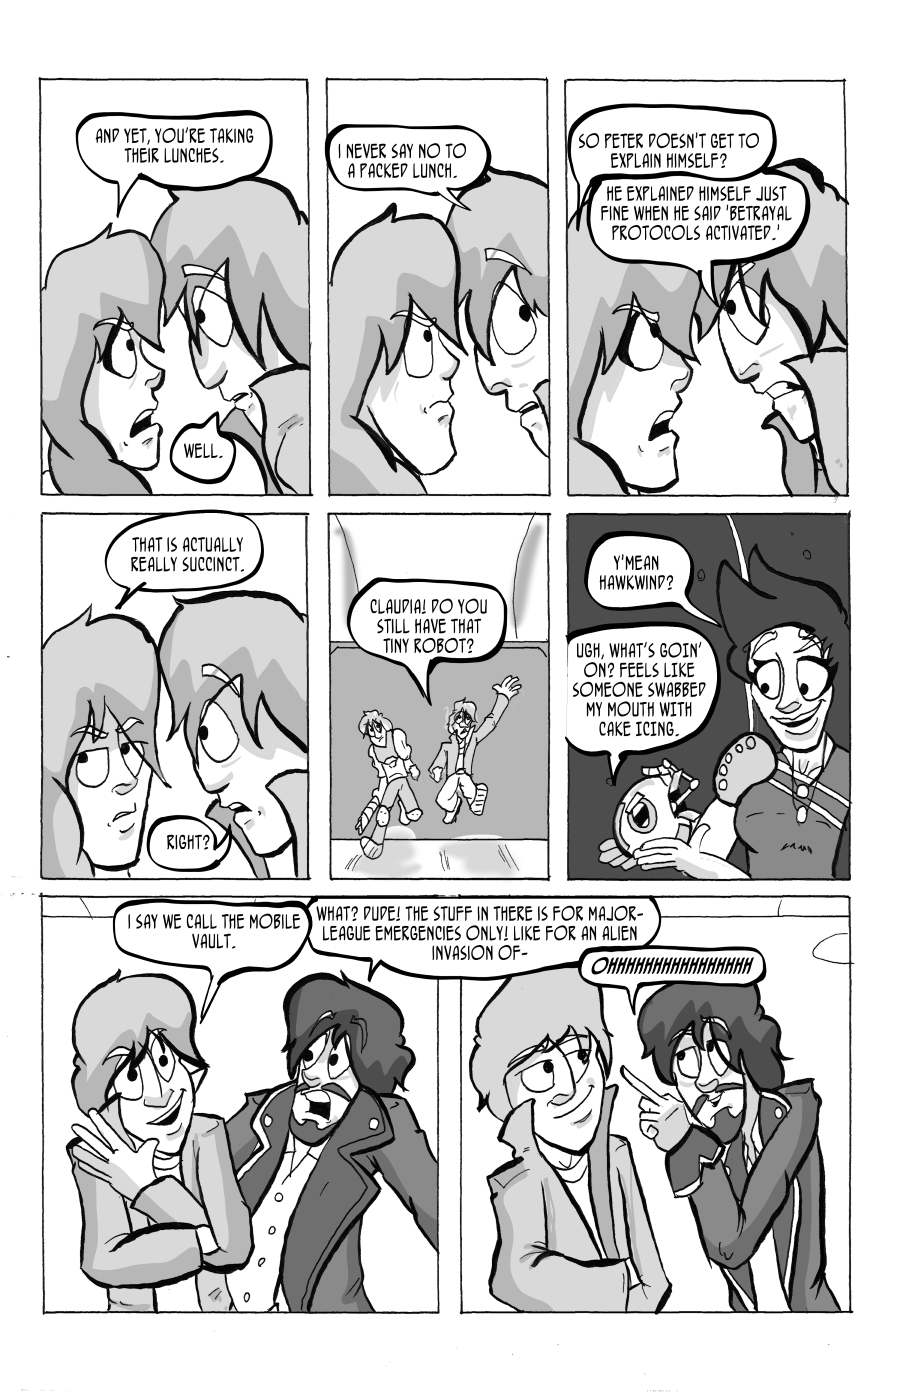 AND YET, YOU'RE TAKING
THEIR LUNCHES.
WELL.
I NEVER SAY NO TO
A PACKED LUNCH.
SO PETER DOESN'T GET TO
EXPLAIN HIMSELF?
HE EXPLAINED HIMSELF JUST
FINE WHEN HE SAID 'BETRAYAL
PROTOCOLS ACTIVATED.'
THAT IS ACTUALLY
REALLY SUCCINCT.
RIGHT?
CLAUDIA! DO YOU
STILL HAVE THAT
TINY ROBOT?
Y'MEAN
HAWKWIND?
UGH, WHAT'S GOIN'
ON? FEELS LIKE
SOMEONE SWABBED
MY MOUTH WITH
CAKE ICING.
I SAY WE CALL THE MOBILE
VAULT.
WHAT? DUDE! THE STUFF IN THERE IS FOR MAJOR-
LEAGUE EMERGENCIES ONLY! LIKE FOR AN ALIEN
INVASION OF-
OHHHHHHHHHHHHHHHH